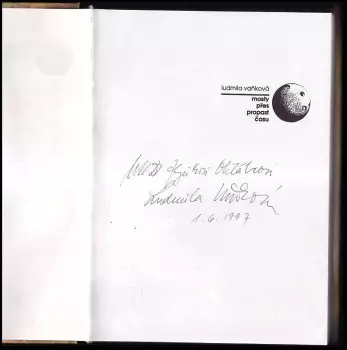 ludmila vaňková
mosty
přes
propast
času
Ludmila Vaňková
1. 6. 1997